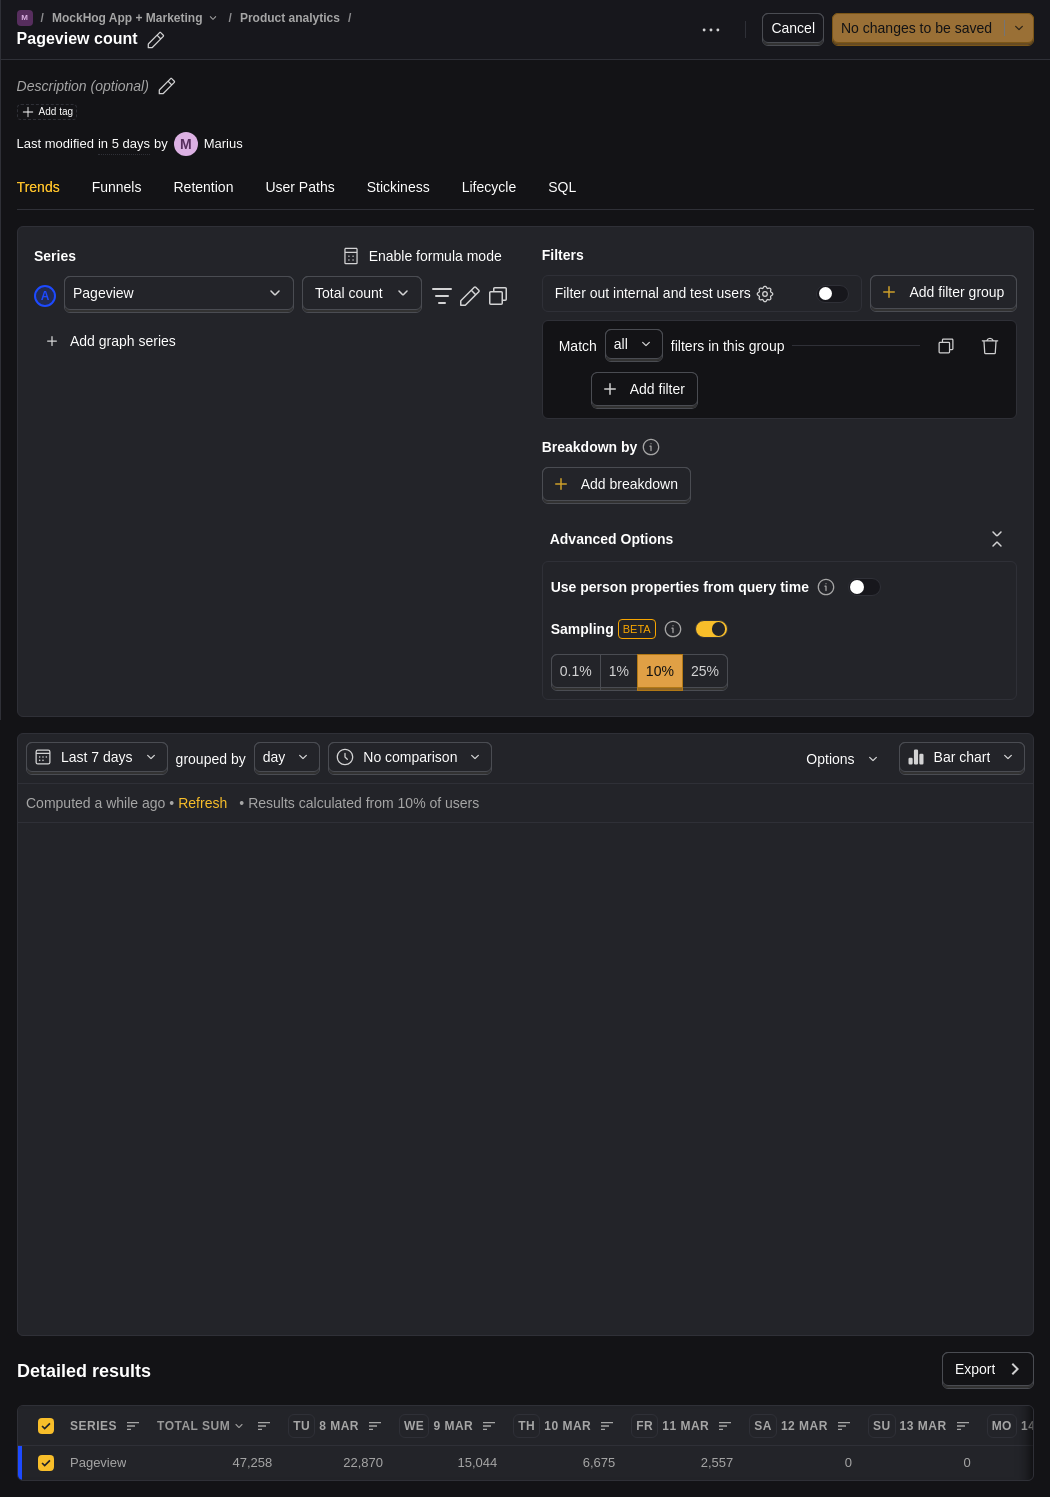 M / MockHog App + Marketing / Product analytics /
Pageview count
Cancel
No changes to be saved
Description (optional)
Add tag
Last modified in 5 days by M Marius
Trends Funnels Retention User Paths Stickiness Lifecycle SQL
Series
Enable formula mode
A Pageview Total count
Add graph series
Filters
Filter out internal and test users
Add filter group
Match all filters in this group
Add filter
Breakdown by
Add breakdown
Advanced Options
Use person properties from query time
Sampling BETA
0.1% 1% 10% 25%
Last 7 days grouped by day No comparison Options Bar chart
Computed a while ago • Refresh • Results calculated from 10% of users
Detailed results
Export
SERIES TOTAL SUM TU 8 MAR WE 9 MAR TH 10 MAR FR 11 MAR SA 12 MAR SU 13 MAR MO 14
Pageview 47,258 22,870 15,044 6,675 2,557 0 0